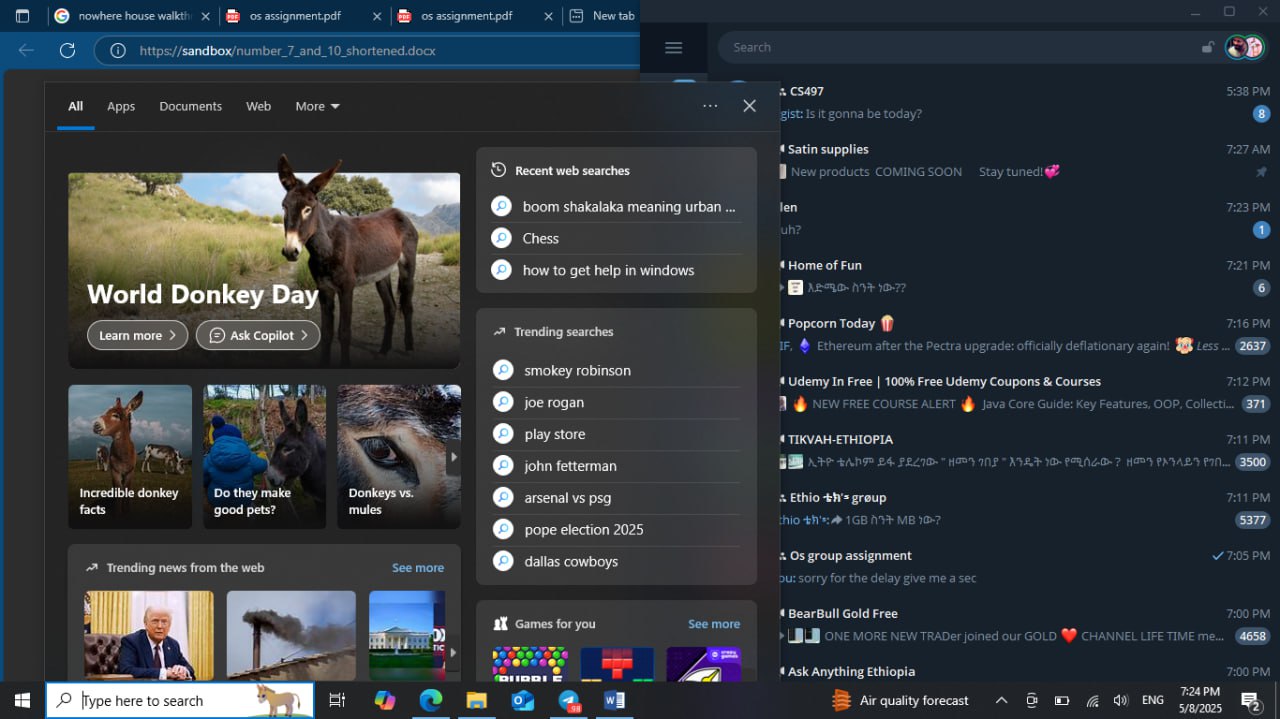 nowhere house walkth
os assignment.pdf
os assignment.pdf
New tab
https://sandbox/number_7_and_10_shortened.docx
Search
All
Apps
Documents
Web
More
World Donkey Day
Learn more
Ask Copilot
Incredible donkey
facts
Do they make
good pets?
Donkeys vs.
mules
Trending news from the web
See more
Recent web searches
boom shakalaka meaning urban ...
Chess
how to get help in windows
Trending searches
smokey robinson
joe rogan
play store
john fetterman
arsenal vs psg
pope election 2025
dallas cowboys
Games for you
See more
CS497
5:38 PM
gist: Is it gonna be today?
8
Satin supplies
7:27 AM
New products COMING SOON Stay tuned!💞
len
7:23 PM
uh?
1
Home of Fun
7:21 PM
እድሜው ስንት ነው??
6
Popcorn Today 🍿
7:16 PM
IF, Ethereum after the Pectra upgrade: officially deflationary again! Less ...
2637
Udemy In Free | 100% Free Udemy Coupons & Courses
7:12 PM
🔥 NEW FREE COURSE ALERT 🔥 Java Core Guide: Key Features, OOP, Collecti...
371
TIKVAH-ETHIOPIA
7:11 PM
ኢትዮ ቴሌኮም ይፋ ያደረገው " ዘመን ገበያ " እንዴት ነው የሚሰራው ? ዘመን የኦንላይን የገበ...
3500
Ethio ቴክ'ˢ grøup
7:11 PM
thio ቴክ'ˢ: 1GB ስንት MB ነው?
5377
Os group assignment
7:05 PM
ou: sorry for the delay give me a sec
BearBull Gold Free
7:00 PM
ONE MORE NEW TRADer joined our GOLD ❤️ CHANNEL LIFE TIME me...
4658
Ask Anything Ethiopia
7:00 PM
Type here to search
98
Air quality forecast
ENG
7:24 PM
5/8/2025
2